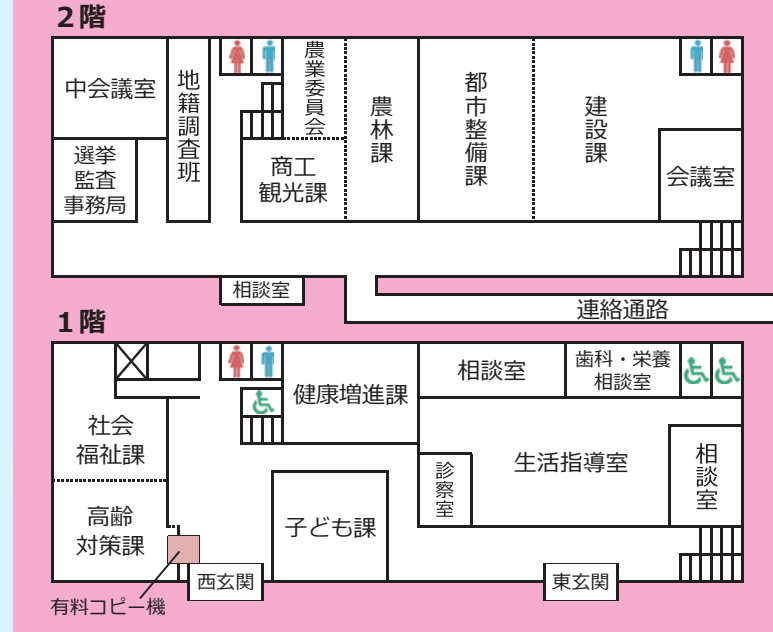 2階
中会議室
地籍調査班
農業委員会
農林課
都市整備課
建設課
選挙
監査
事務局
商工
観光課
会議室
相談室
連絡通路
1階
社会
福祉課
健康増進課
相談室
歯科・栄養
相談室
生活指導室
診察室
相談室
高齢
対策課
子ども課
西玄関
東玄関
有料コピー機